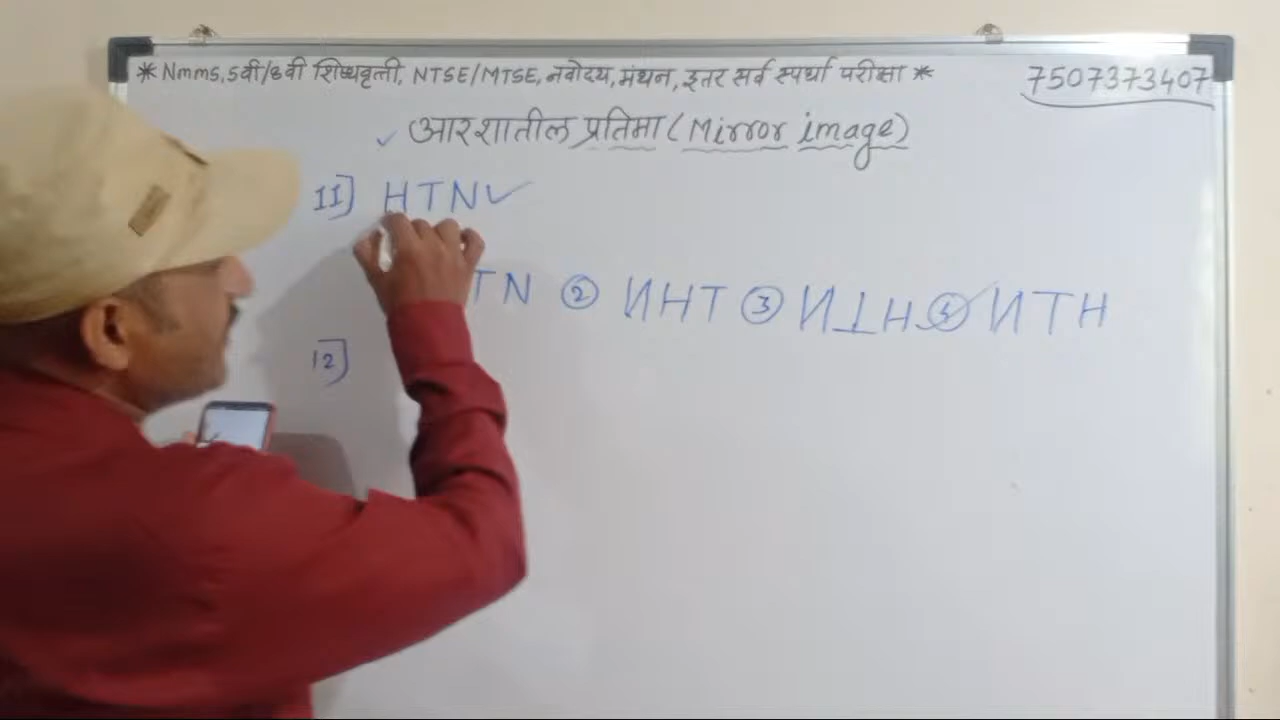 * Nmms, 5वी/8वी शिष्यवृत्ती, NTSE/MTSE, नवोदय, मंथन, इतर सर्व स्पर्धा परीक्षा *
7507373407
✓ आरशातील प्रतिमा (Mirror image)
11] HTN ✓
TN ② ИHT ③ И⊥H ④ ИTH
12]